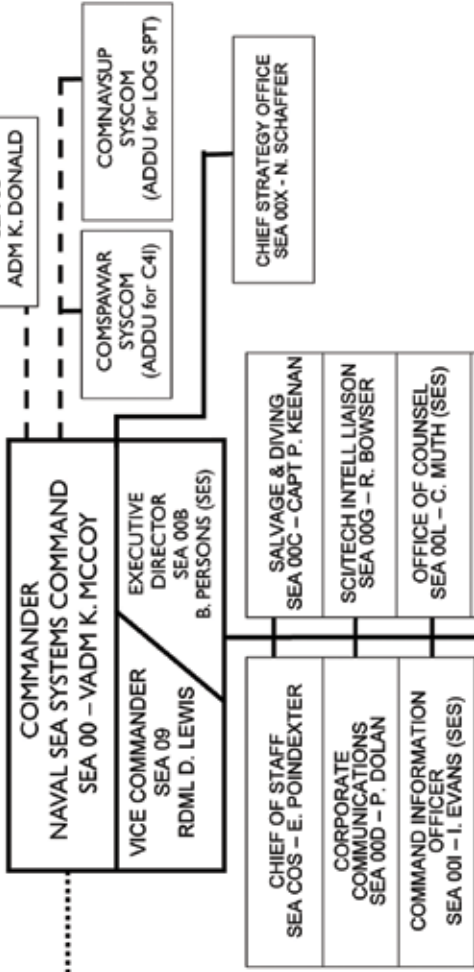 ADM K. DONALD
COMMANDER
NAVAL SEA SYSTEMS COMMAND
SEA 00 – VADM K. MCCOY
VICE COMMANDER
SEA 09
RDML D. LEWIS
EXECUTIVE
DIRECTOR
SEA 00B
B. PERSONS (SES)
COMSPAWAR
SYSCOM
(ADDU for C4I)
COMNAVSUP
SYSCOM
(ADDU for LOG SPT)
CHIEF STRATEGY OFFICE
SEA 00X - N. SCHAFFER
CHIEF OF STAFF
SEA COS – E. POINDEXTER
SALVAGE & DIVING
SEA 00C – CAPT P. KEENAN
CORPORATE
COMMUNICATIONS
SEA 00D – P. DOLAN
SCI/TECH INTELL LIAISON
SEA 00G – R. BOWSER
COMMAND INFORMATION
OFFICER
SEA 00I – I. EVANS (SES)
OFFICE OF COUNSEL
SEA 00L – C. MUTH (SES)